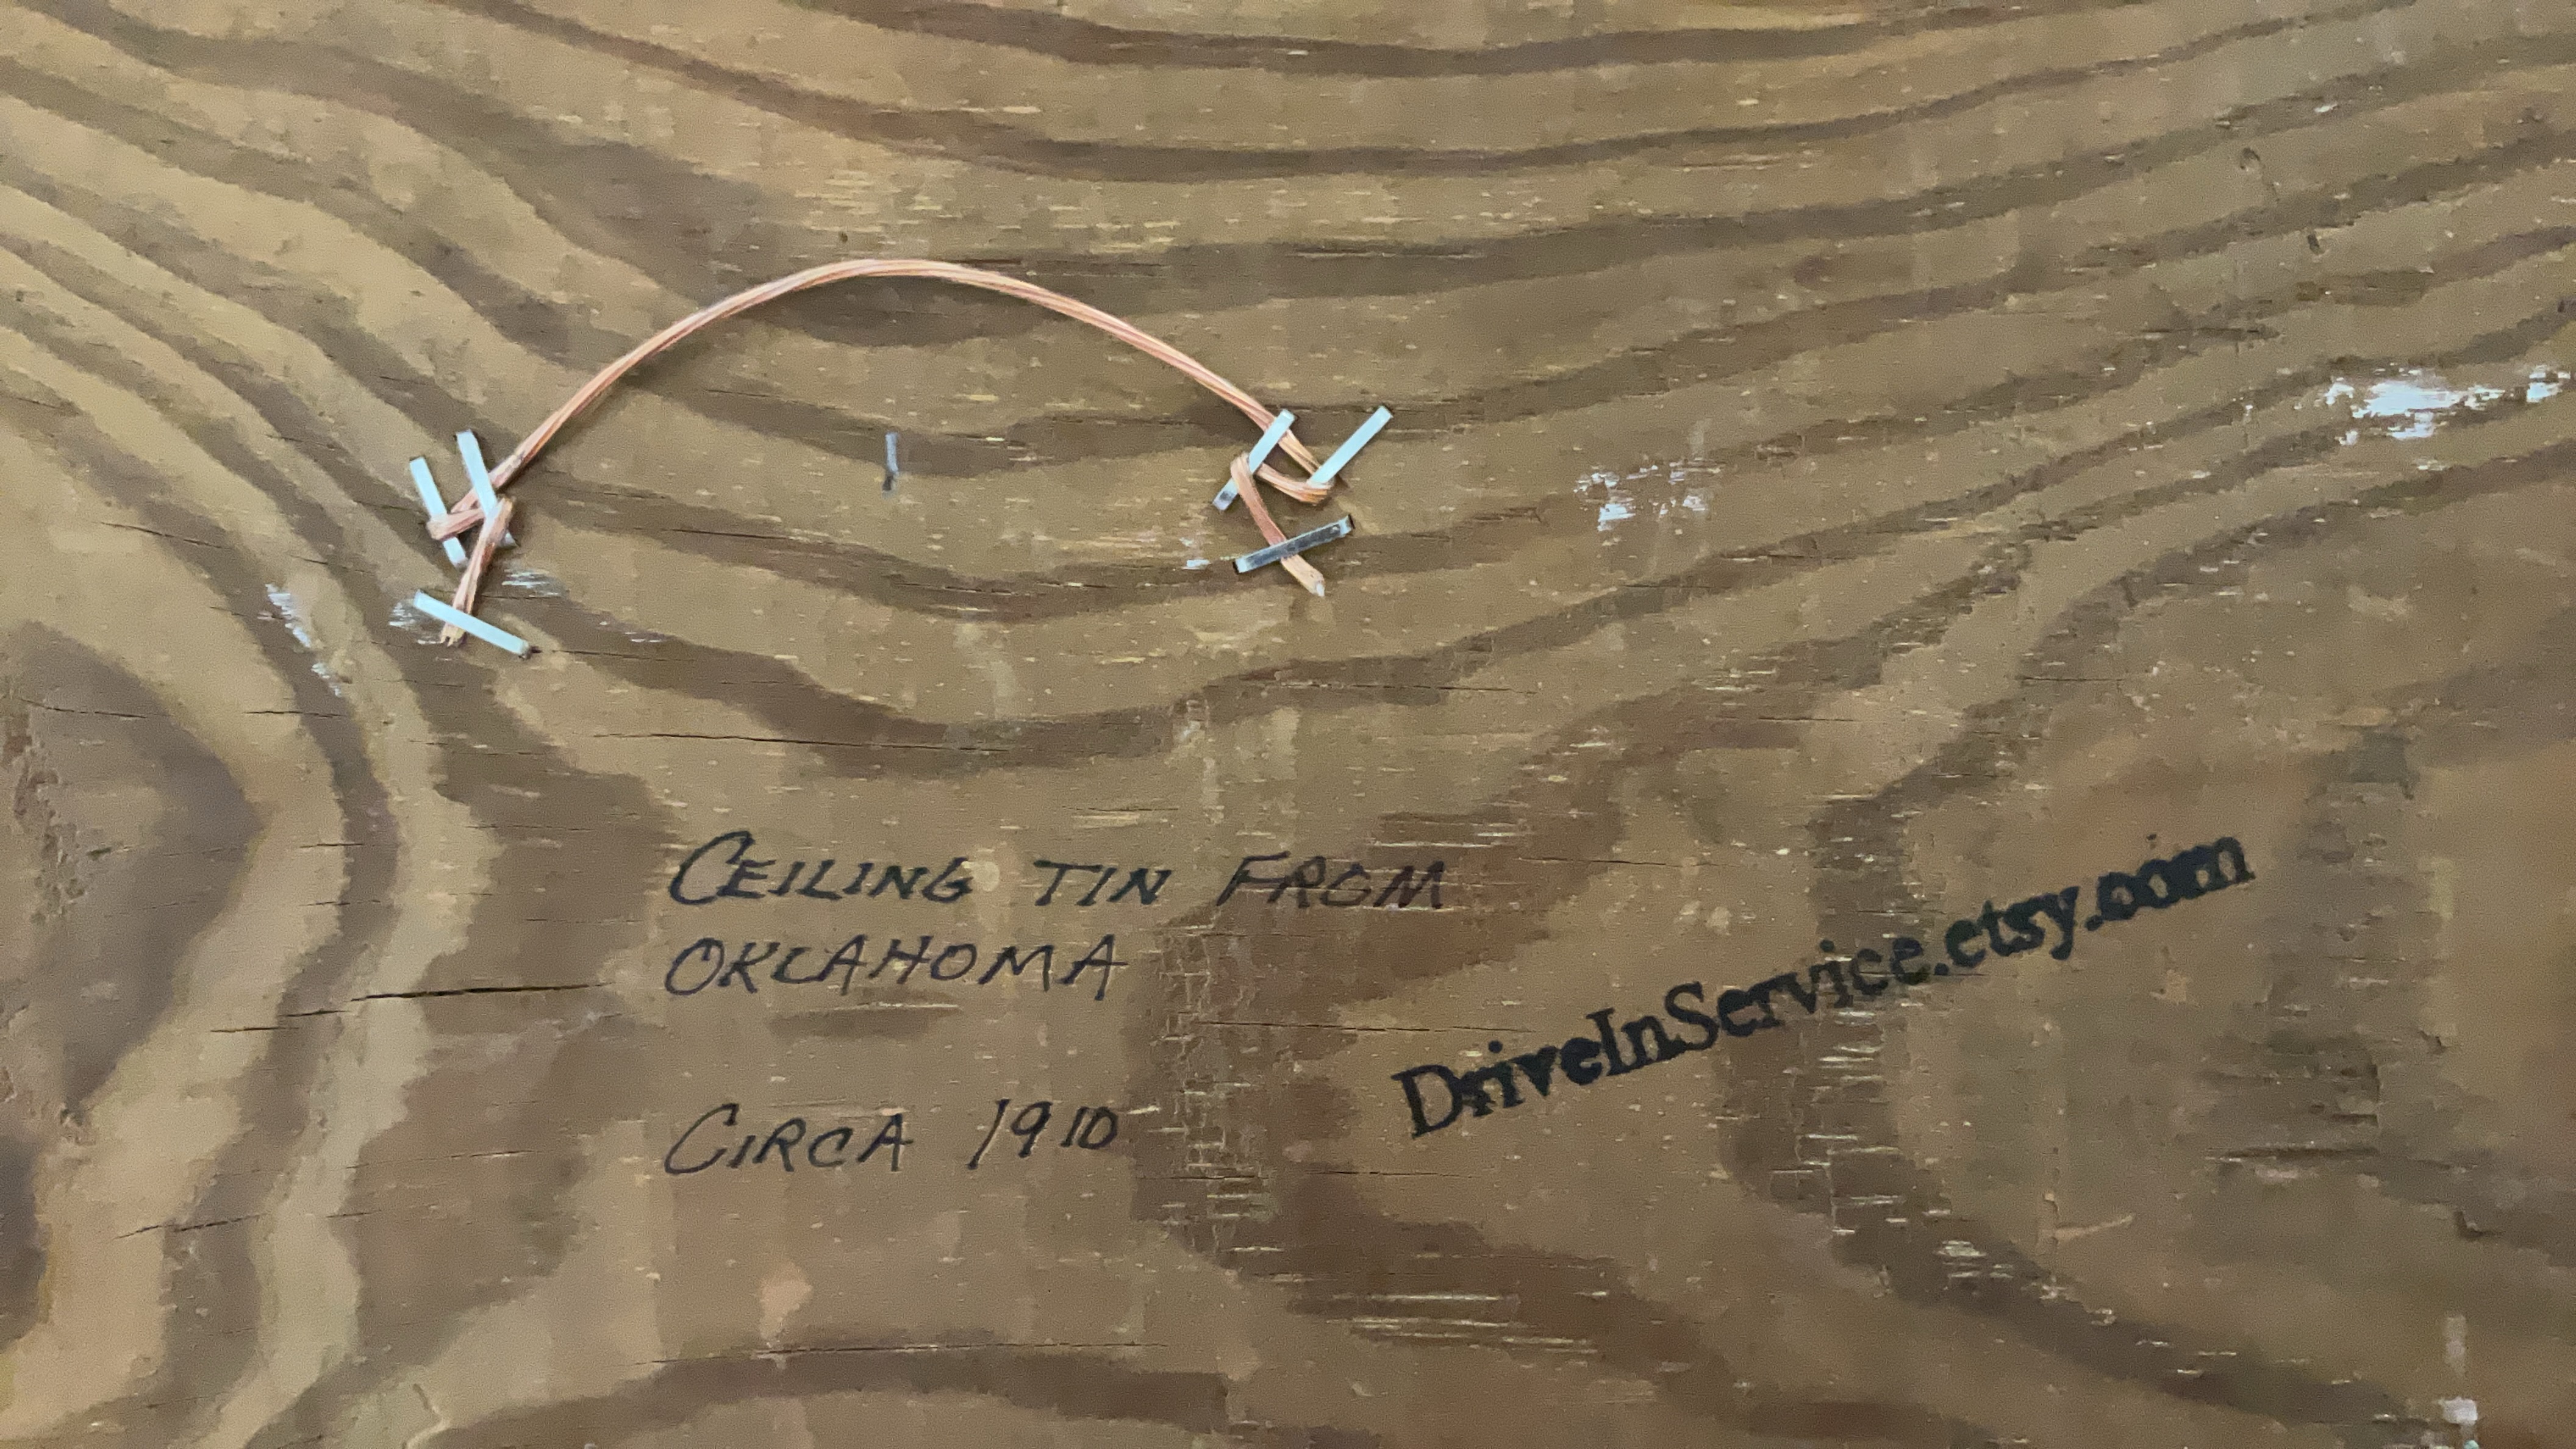 CEILING TIN FROM
OKLAHOMA
CIRCA 1910
DriveInService.etsy.com